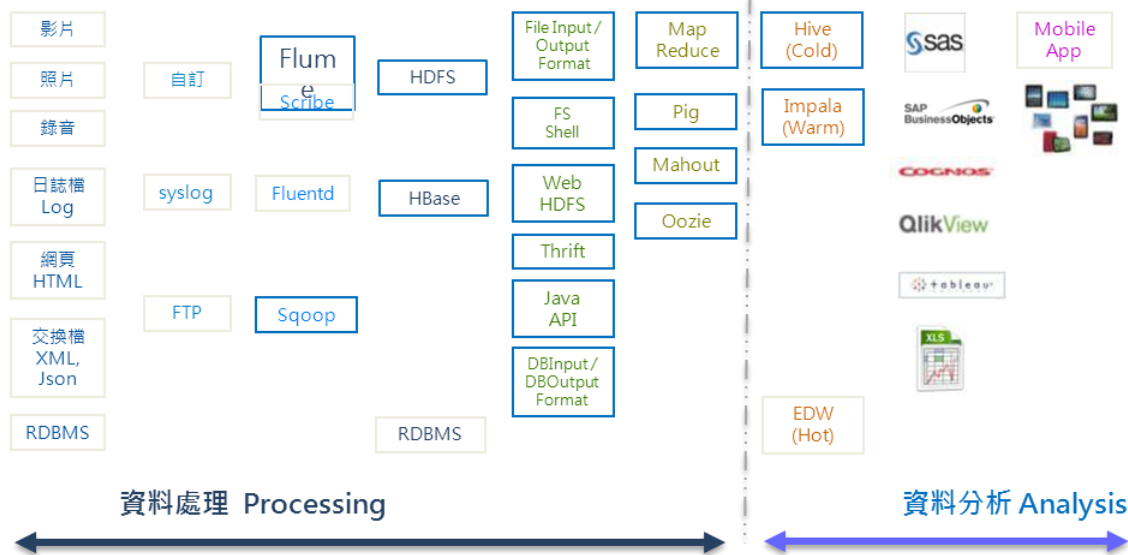 影片
照片
錄音
日誌檔
Log
網頁
HTML
交換檔
XML,
Json
RDBMS
自訂
syslog
FTP
Flum
e
Scribe
Fluentd
Sqoop
HDFS
HBase
RDBMS
File Input /
Output
Format
FS
Shell
Web
HDFS
Thrift
Java
API
DBInput /
DBOutput
Format
Map
Reduce
Pig
Mahout
Oozie
Hive
(Cold)
Impala
(Warm)
EDW
(Hot)
sas
SAP
BusinessObjects
COGNOS
QlikView
+ a b l e a u
XLS
Mobile
App
資料處理 Processing
資料分析 Analysis